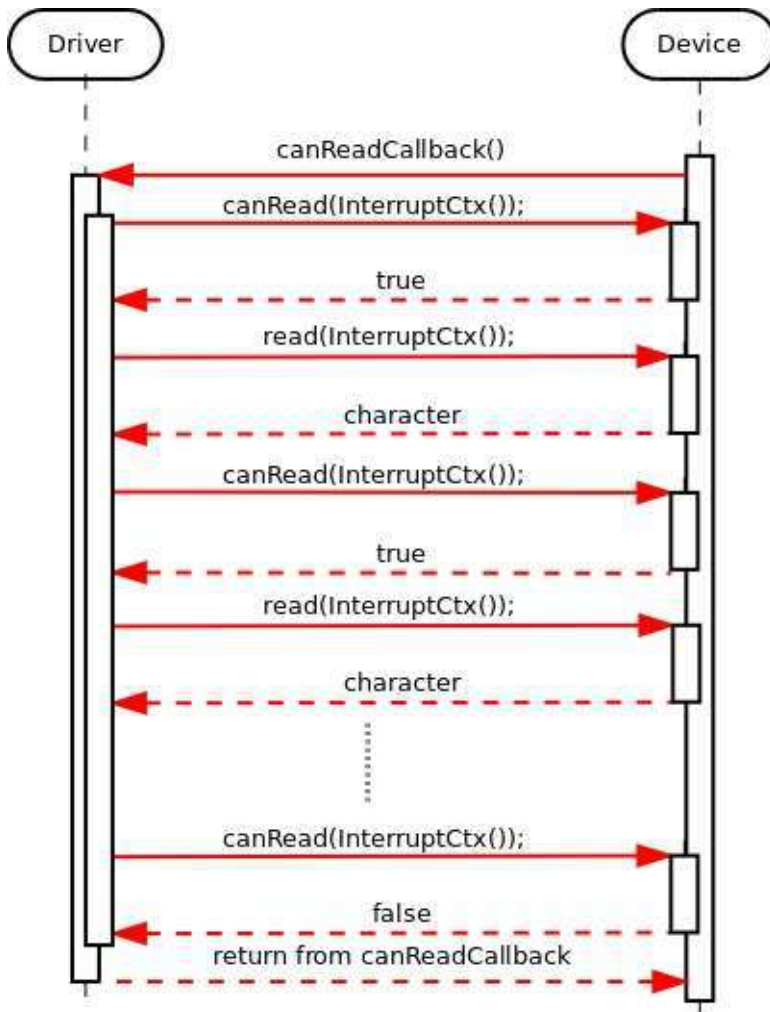 Driver
Device
canReadCallback()
canRead(InterruptCtx());
true
read(InterruptCtx());
character
canRead(InterruptCtx());
true
read(InterruptCtx());
character
canRead(InterruptCtx());
false
return from canReadCallback